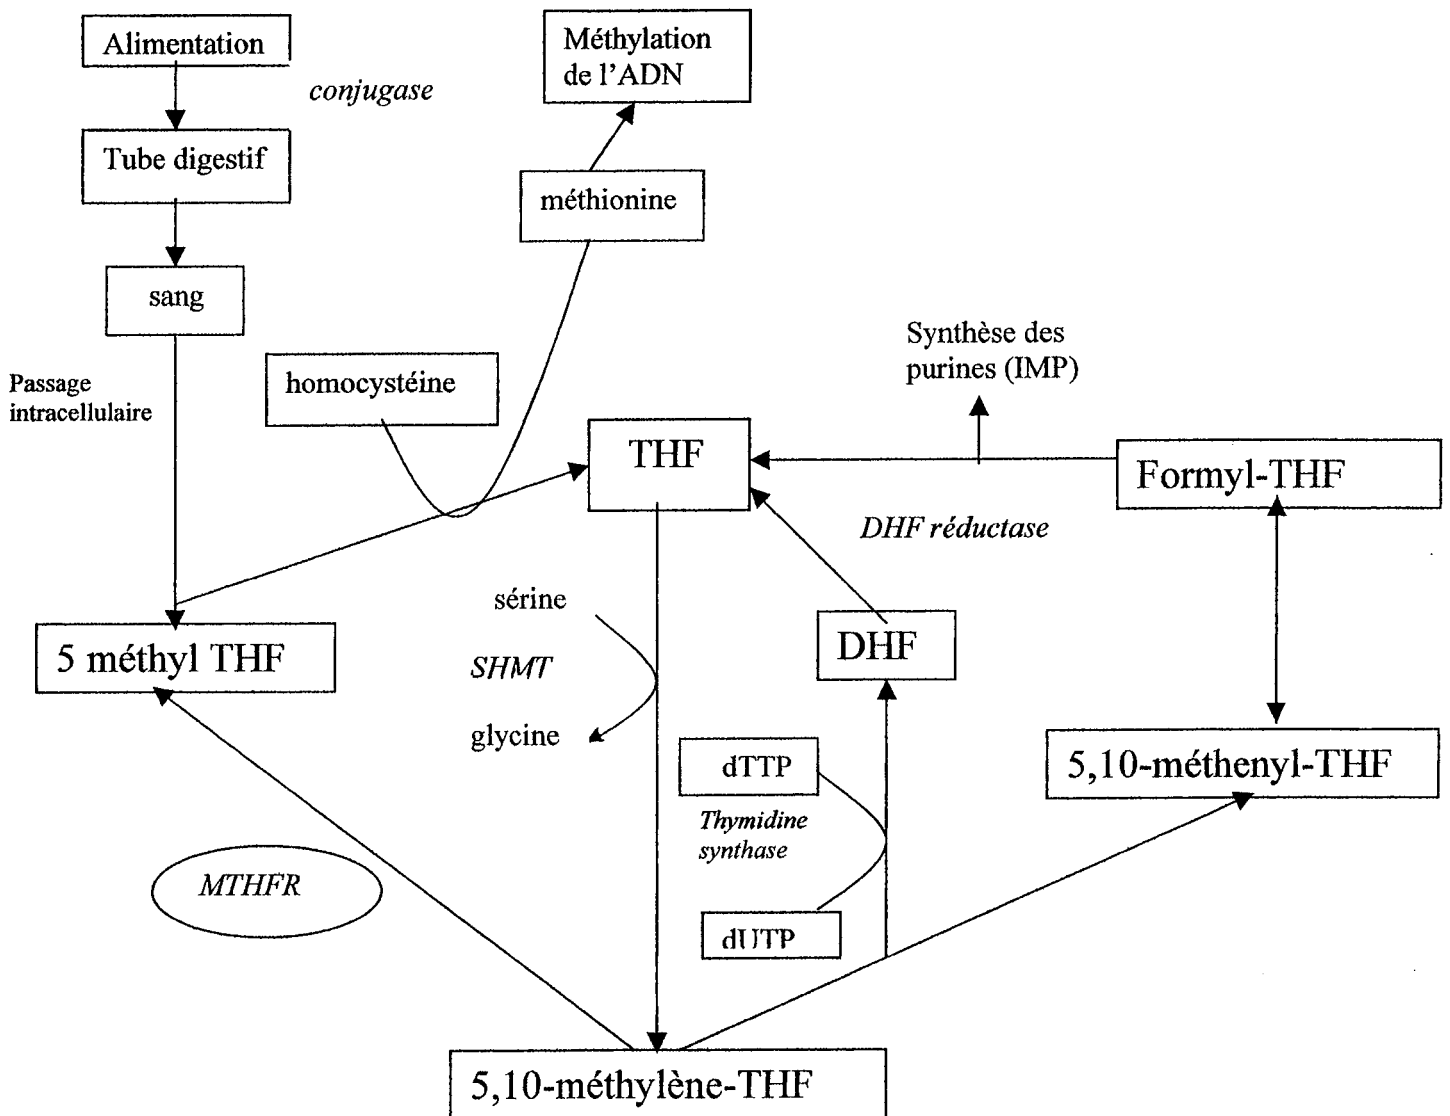 Alimentation
Méthylation
de l'ADN
conjugase
Tube digestif
méthionine
sang
Synthèse des
purines (IMP)
Passage
intracellulaire
homocystéine
THF
Formyl-THF
DHF réductase
sérine
5 méthyl THF
SHMT
DHF
glycine
dTTP
5,10-méthenyl-THF
Thymidine
synthase
MTHFR
dUTP
5,10-méthylène-THF